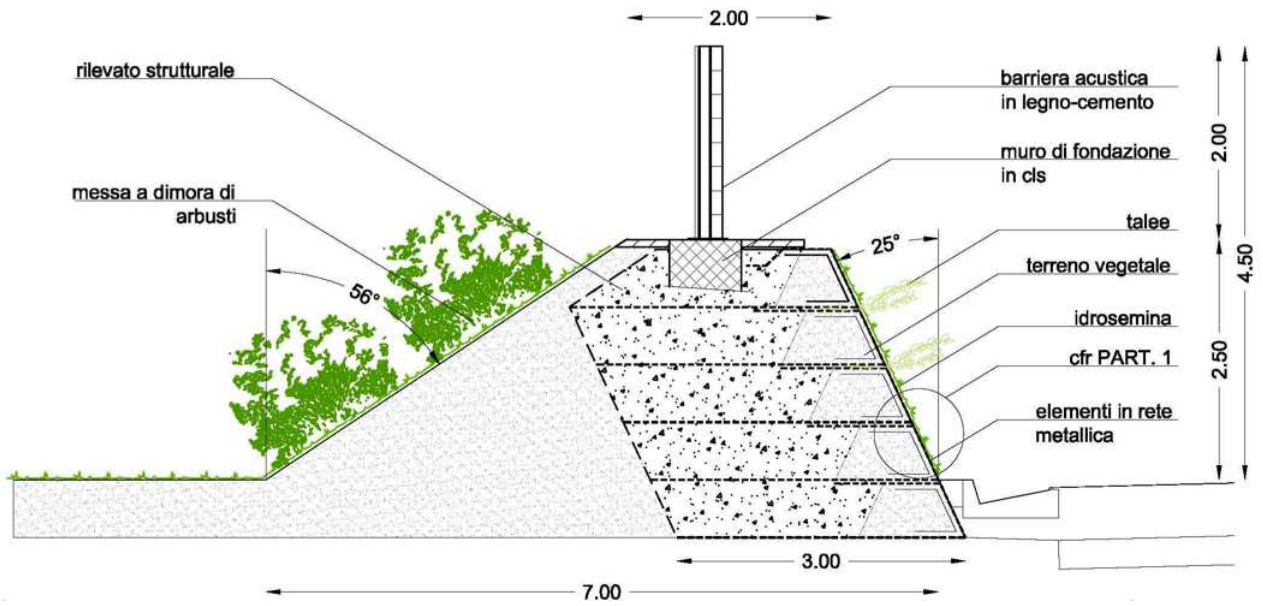 2.00
rilevato strutturale
messa a dimora di
arbusti
56°
25°
barriera acustica
in legno-cemento
muro di fondazione
in cls
talee
terreno vegetale
idrosemina
cfr PART. 1
elementi in rete
metallica
2.00
2.50
4.50
3.00
7.00